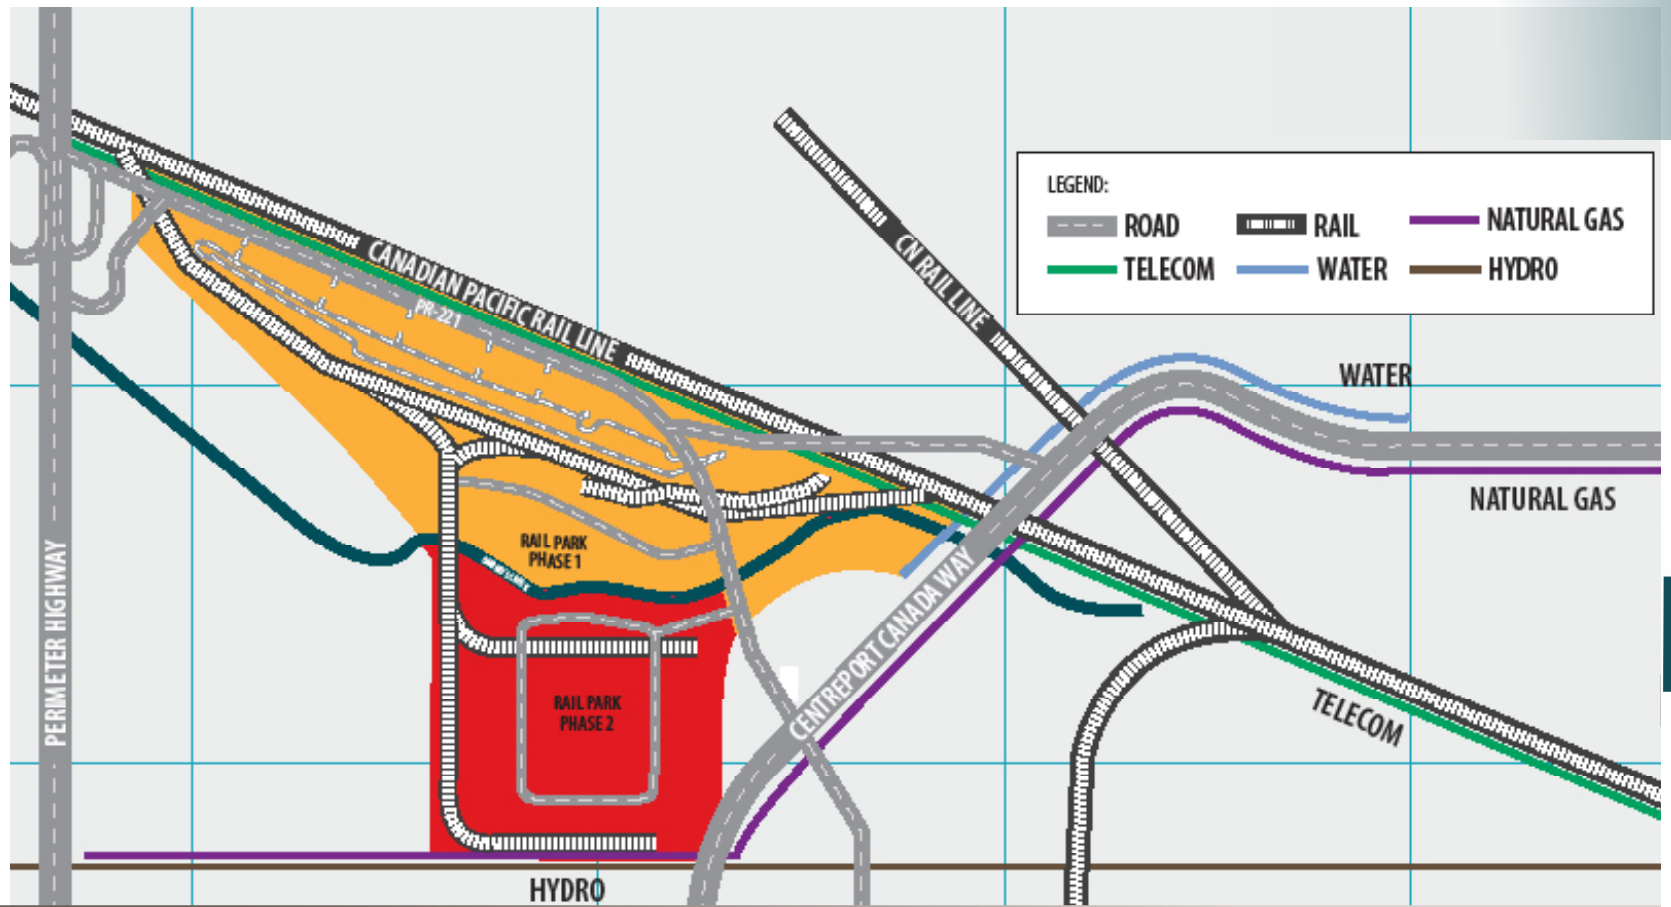 LEGEND:
ROAD
RAIL
NATURAL GAS
TELECOM
WATER
HYDRO
CANADIAN PACIFIC RAIL LINE
CN RAIL LINE
PR-221
WATER
NATURAL GAS
RAIL PARK
PHASE 1
PERIMETER HIGHWAY
CENTREPORT CANADA WAY
RAIL PARK
PHASE 2
TELECOM
HYDRO